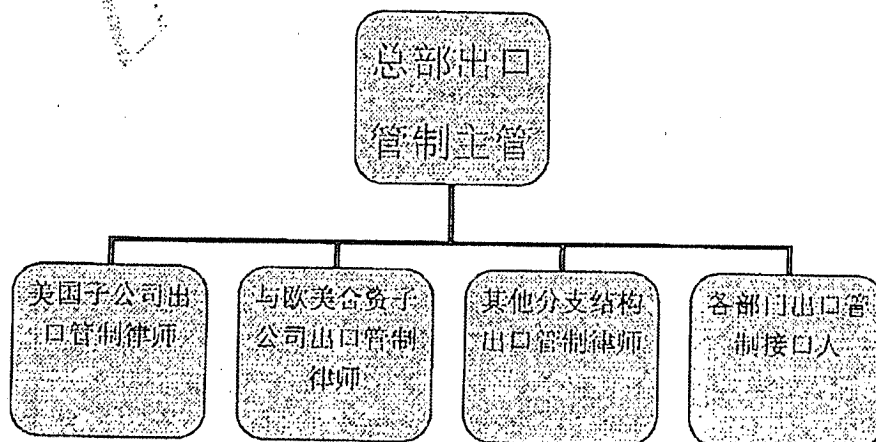 总部出口
管制主管
美国子公司出
口管制律师
与欧美合资子
公司出口管制
律师
其他分支结构
出口管制律师
各部门出口管
制接口人